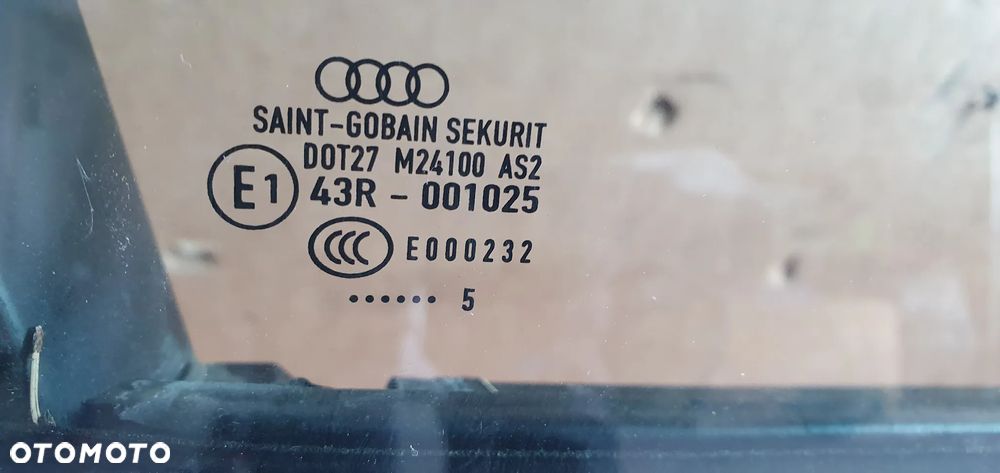 SAINT-GOBAIN SEKURIT
DOT27 M24100 AS2
E1 43R - 001025
CCC E000232
...... 5
OTOMOTO